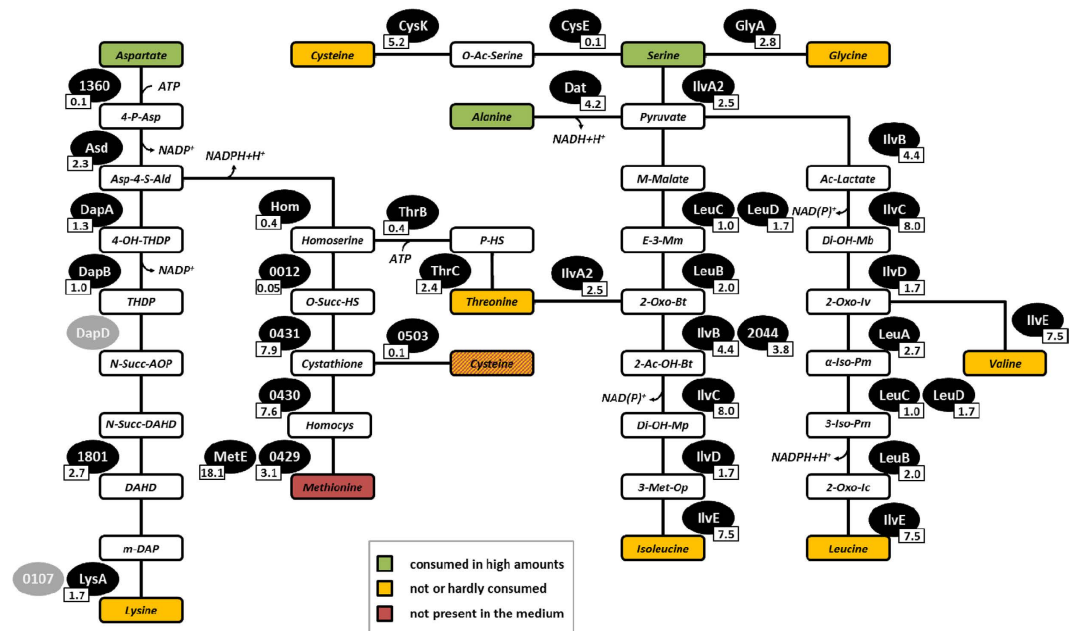 CysK CysE GlyA
5.2 0.1 2.8
Aspartate Cysteine O-Ac-Serine Serine Glycine
1360 ATP Dat IlvA2
0.1 4.2 2.5
4-P-Asp Alanine Pyruvate
NADH+H⁺
Asd NADP⁺ NADPH+H⁺ IlvB
2.3 4.4
Asp-4-S-Ald M-Malate Ac-Lactate
DapA Hom ThrB LeuC LeuD NAD(P)⁺ IlvC
1.3 0.4 0.4 1.0 1.7 8.0
4-OH-THDP Homoserine P-HS E-3-Mm Di-OH-Mb
ATP
DapB NADP⁺ 0012 ThrC IlvA2 LeuB IlvD
1.0 0.05 2.4 2.5 2.0 1.7
THDP O-Succ-HS Threonine 2-Oxo-Bt 2-Oxo-Iv
DapD 0431 0503 IlvB 2044 LeuA IlvE
7.9 0.1 4.4 3.8 2.7 7.5
N-Succ-AOP Cystathione Cysteine 2-Ac-OH-Bt α-Iso-Pm Valine
0430 NAD(P)⁺ IlvC LeuC LeuD
7.6 8.0 1.0 1.7
N-Succ-DAHD Homocys Di-OH-Mp 3-Iso-Pm
1801 MetE 0429 IlvD NADPH+H⁺ LeuB
2.7 18.1 3.1 1.7 2.0
DAHD Methionine 3-Met-Op 2-Oxo-Ic
IlvE IlvE
7.5 7.5
m-DAP Isoleucine Leucine
0107 LysA
1.7
Lysine
consumed in high amounts
not or hardly consumed
not present in the medium